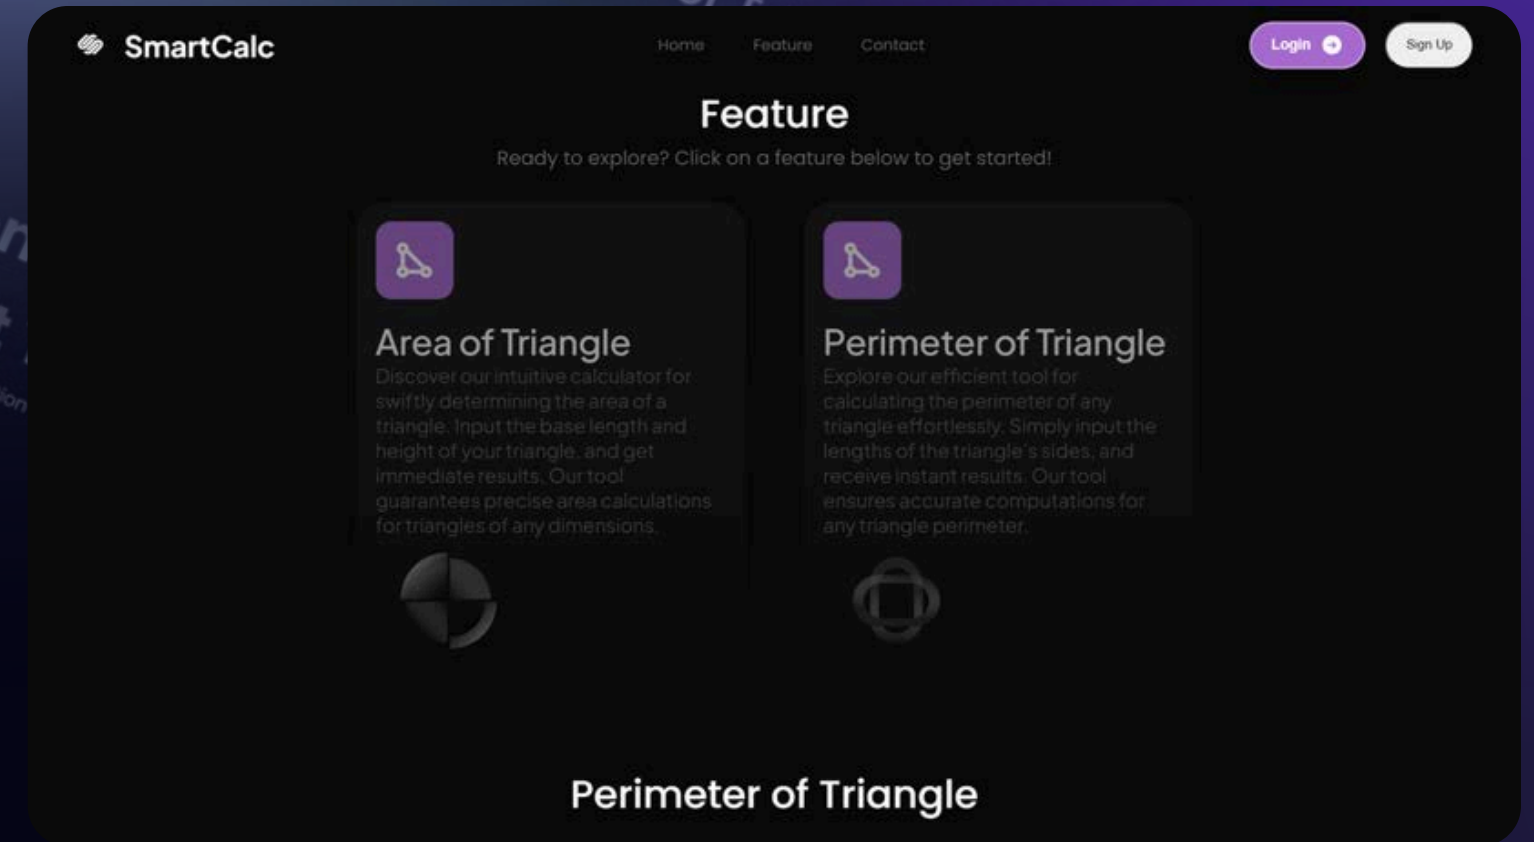 SmartCalc
Home
Feature
Contact
Login
Sign Up
Feature
Ready to explore? Click on a feature below to get started!
Area of Triangle
Discover our intuitive calculator for
swiftly determining the area of a
triangle. Input the base length and
height of your triangle, and get
immediate results. Our tool
guarantees precise area calculations
for triangles of any dimensions.
Perimeter of Triangle
Explore our efficient tool for
calculating the perimeter of any
triangle effortlessly. Simply input the
lengths of the triangle's sides, and
receive instant results. Our tool
ensures accurate computations for
any triangle perimeter.
Perimeter of Triangle